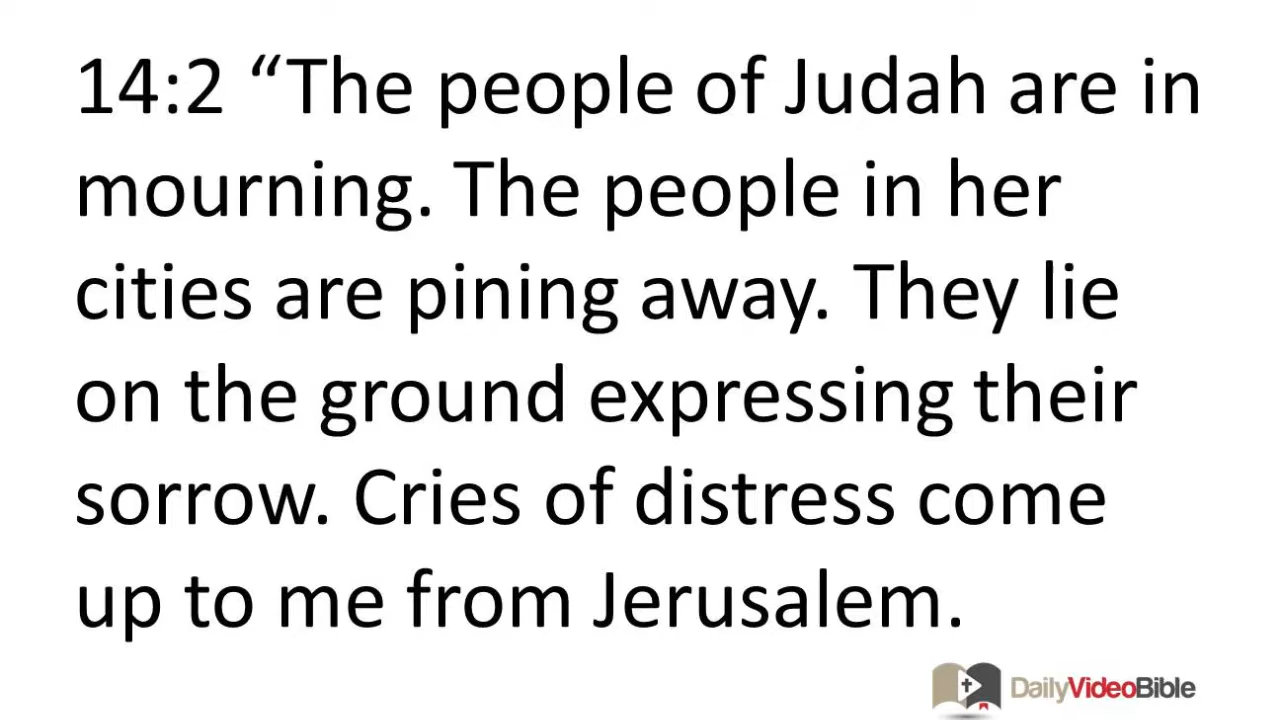 14:2 “The people of Judah are in
mourning. The people in her
cities are pining away. They lie
on the ground expressing their
sorrow. Cries of distress come
up to me from Jerusalem.
DailyVideoBible